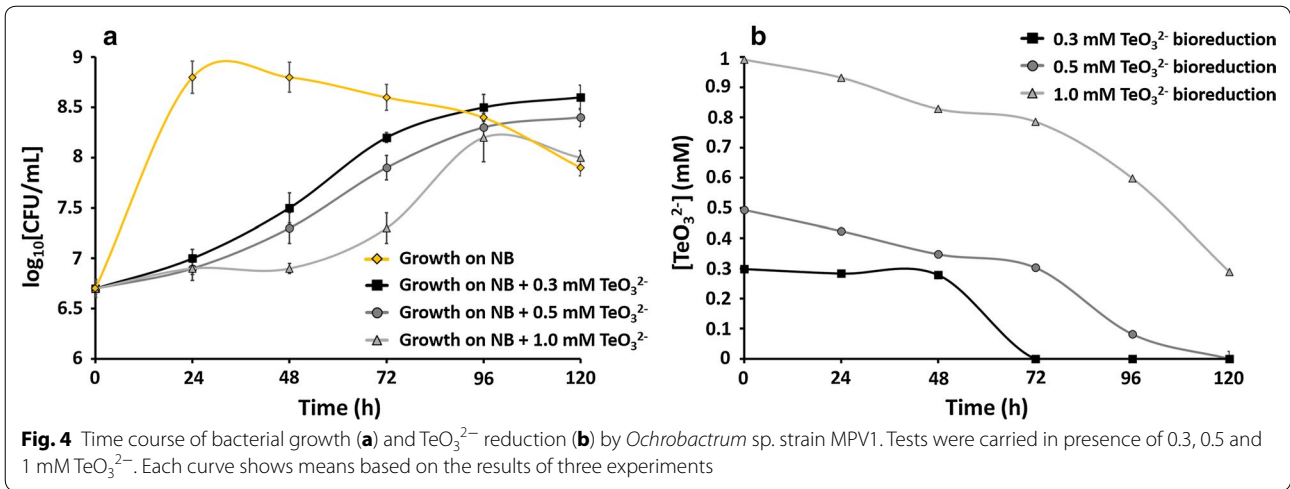 a
log₁₀[CFU/mL]
9
8.5
8
7.5
7
6.5
6
0 24 48 72 96 120
Time (h)
Growth on NB
Growth on NB + 0.3 mM TeO₃²⁻
Growth on NB + 0.5 mM TeO₃²⁻
Growth on NB + 1.0 mM TeO₃²⁻
b
[TeO₃²⁻] (mM)
1
0.9
0.8
0.7
0.6
0.5
0.4
0.3
0.2
0.1
0
0 24 48 72 96 120
Time (h)
0.3 mM TeO₃²⁻ bioreduction
0.5 mM TeO₃²⁻ bioreduction
1.0 mM TeO₃²⁻ bioreduction
Fig. 4 Time course of bacterial growth (a) and TeO₃²⁻ reduction (b) by Ochrobactrum sp. strain MPV1. Tests were carried in presence of 0.3, 0.5 and
1 mM TeO₃²⁻. Each curve shows means based on the results of three experiments